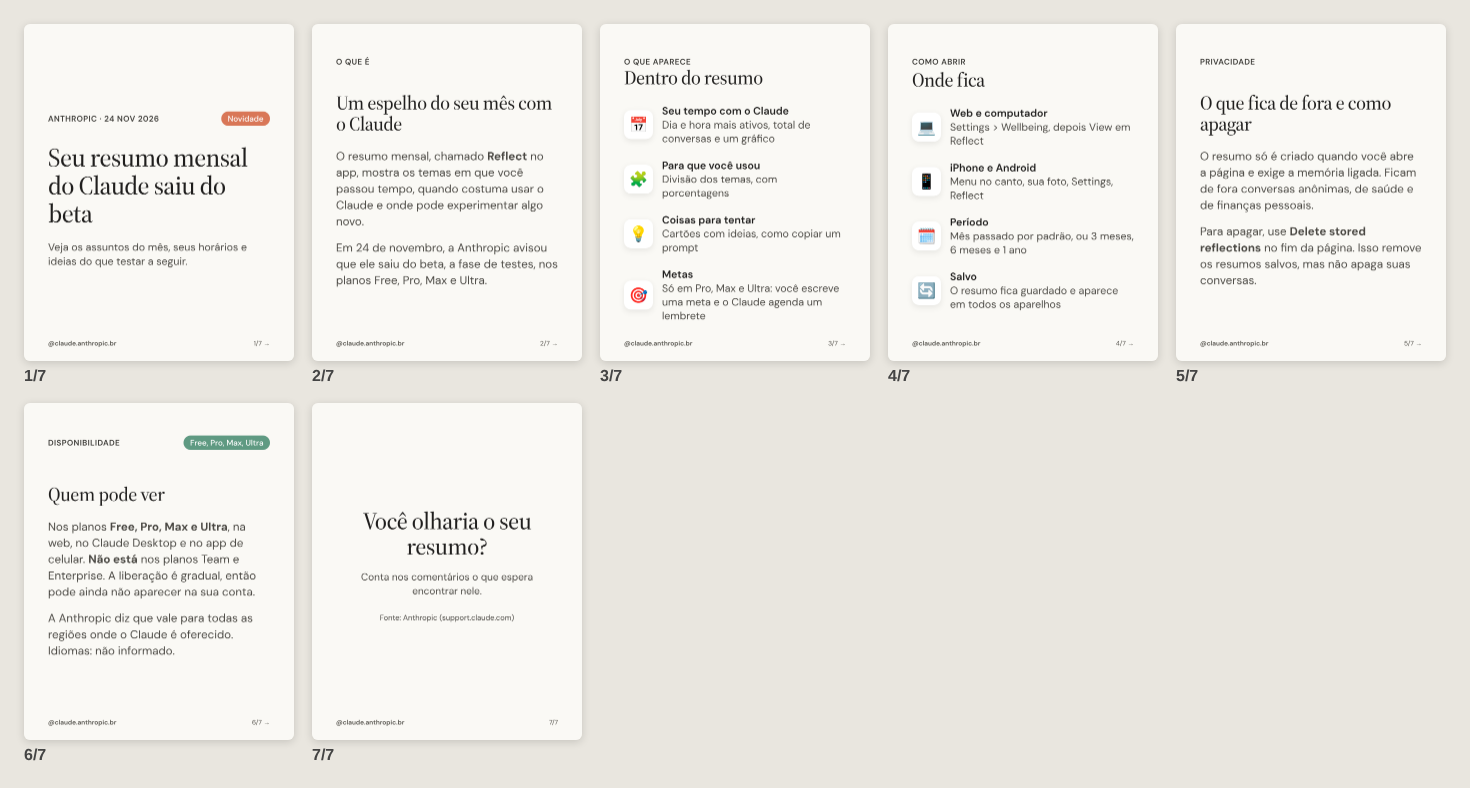 ANTHROPIC · 24 NOV 2026
Novidade
Seu resumo mensal
do Claude saiu do
beta
Veja os assuntos do mês, seus horários e
ideias do que testar a seguir.
@claude.anthropic.br
1/7 →
1/7
O QUE É
Um espelho do seu mês com
o Claude
O resumo mensal, chamado Reflect no
app, mostra os temas em que você
passou tempo, quando costuma usar o
Claude e onde pode experimentar algo
novo.
Em 24 de novembro, a Anthropic avisou
que ele saiu do beta, a fase de testes, nos
planos Free, Pro, Max e Ultra.
@claude.anthropic.br
2/7 →
2/7
O QUE APARECE
Dentro do resumo
Seu tempo com o Claude
Dia e hora mais ativos, total de
conversas e um gráfico
Para que você usou
Divisão dos temas, com
porcentagens
Coisas para tentar
Cartões com ideias, como copiar um
prompt
Metas
Só em Pro, Max e Ultra: você escreve
uma meta e o Claude agenda um
lembrete
@claude.anthropic.br
3/7 →
3/7
COMO ABRIR
Onde fica
Web e computador
Settings > Wellbeing, depois View em
Reflect
iPhone e Android
Menu no canto, sua foto, Settings,
Reflect
Período
Mês passado por padrão, ou 3 meses,
6 meses e 1 ano
Salvo
O resumo fica guardado e aparece
em todos os aparelhos
@claude.anthropic.br
4/7 →
4/7
PRIVACIDADE
O que fica de fora e como
apagar
O resumo só é criado quando você abre
a página e exige a memória ligada. Ficam
de fora conversas anônimas, de saúde e
de finanças pessoais.
Para apagar, use Delete stored
reflections no fim da página. Isso remove
os resumos salvos, mas não apaga suas
conversas.
@claude.anthropic.br
5/7 →
5/7
DISPONIBILIDADE
Free, Pro, Max, Ultra
Quem pode ver
Nos planos Free, Pro, Max e Ultra, na
web, no Claude Desktop e no app de
celular. Não está nos planos Team e
Enterprise. A liberação é gradual, então
pode ainda não aparecer na sua conta.
A Anthropic diz que vale para todas as
regiões onde o Claude é oferecido.
Idiomas: não informado.
@claude.anthropic.br
6/7 →
6/7
Você olharia o seu
resumo?
Conta nos comentários o que espera
encontrar nele.
Fonte: Anthropic (support.claude.com)
@claude.anthropic.br
7/7
7/7